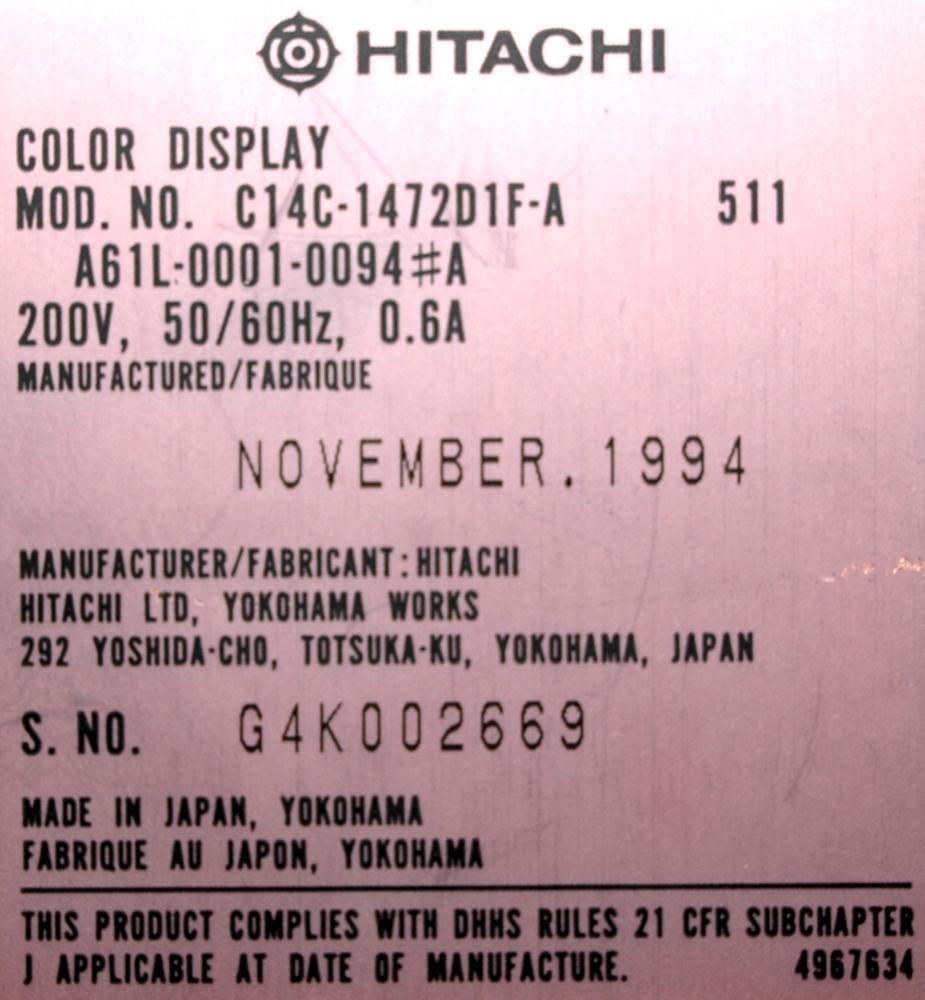 HITACHI
COLOR DISPLAY
MOD. NO. C14C-1472D1F-A 511
A61L-0001-0094#A
200V, 50/60Hz, 0.6A
MANUFACTURED/FABRIQUE
NOVEMBER.1994
MANUFACTURER/FABRICANT:HITACHI
HITACHI LTD, YOKOHAMA WORKS
292 YOSHIDA-CHO, TOTSUKA-KU, YOKOHAMA, JAPAN
S. NO. G4K002669
MADE IN JAPAN, YOKOHAMA
FABRIQUE AU JAPON, YOKOHAMA
THIS PRODUCT COMPLIES WITH DHHS RULES 21 CFR SUBCHAPTER
J APPLICABLE AT DATE OF MANUFACTURE. 4967634